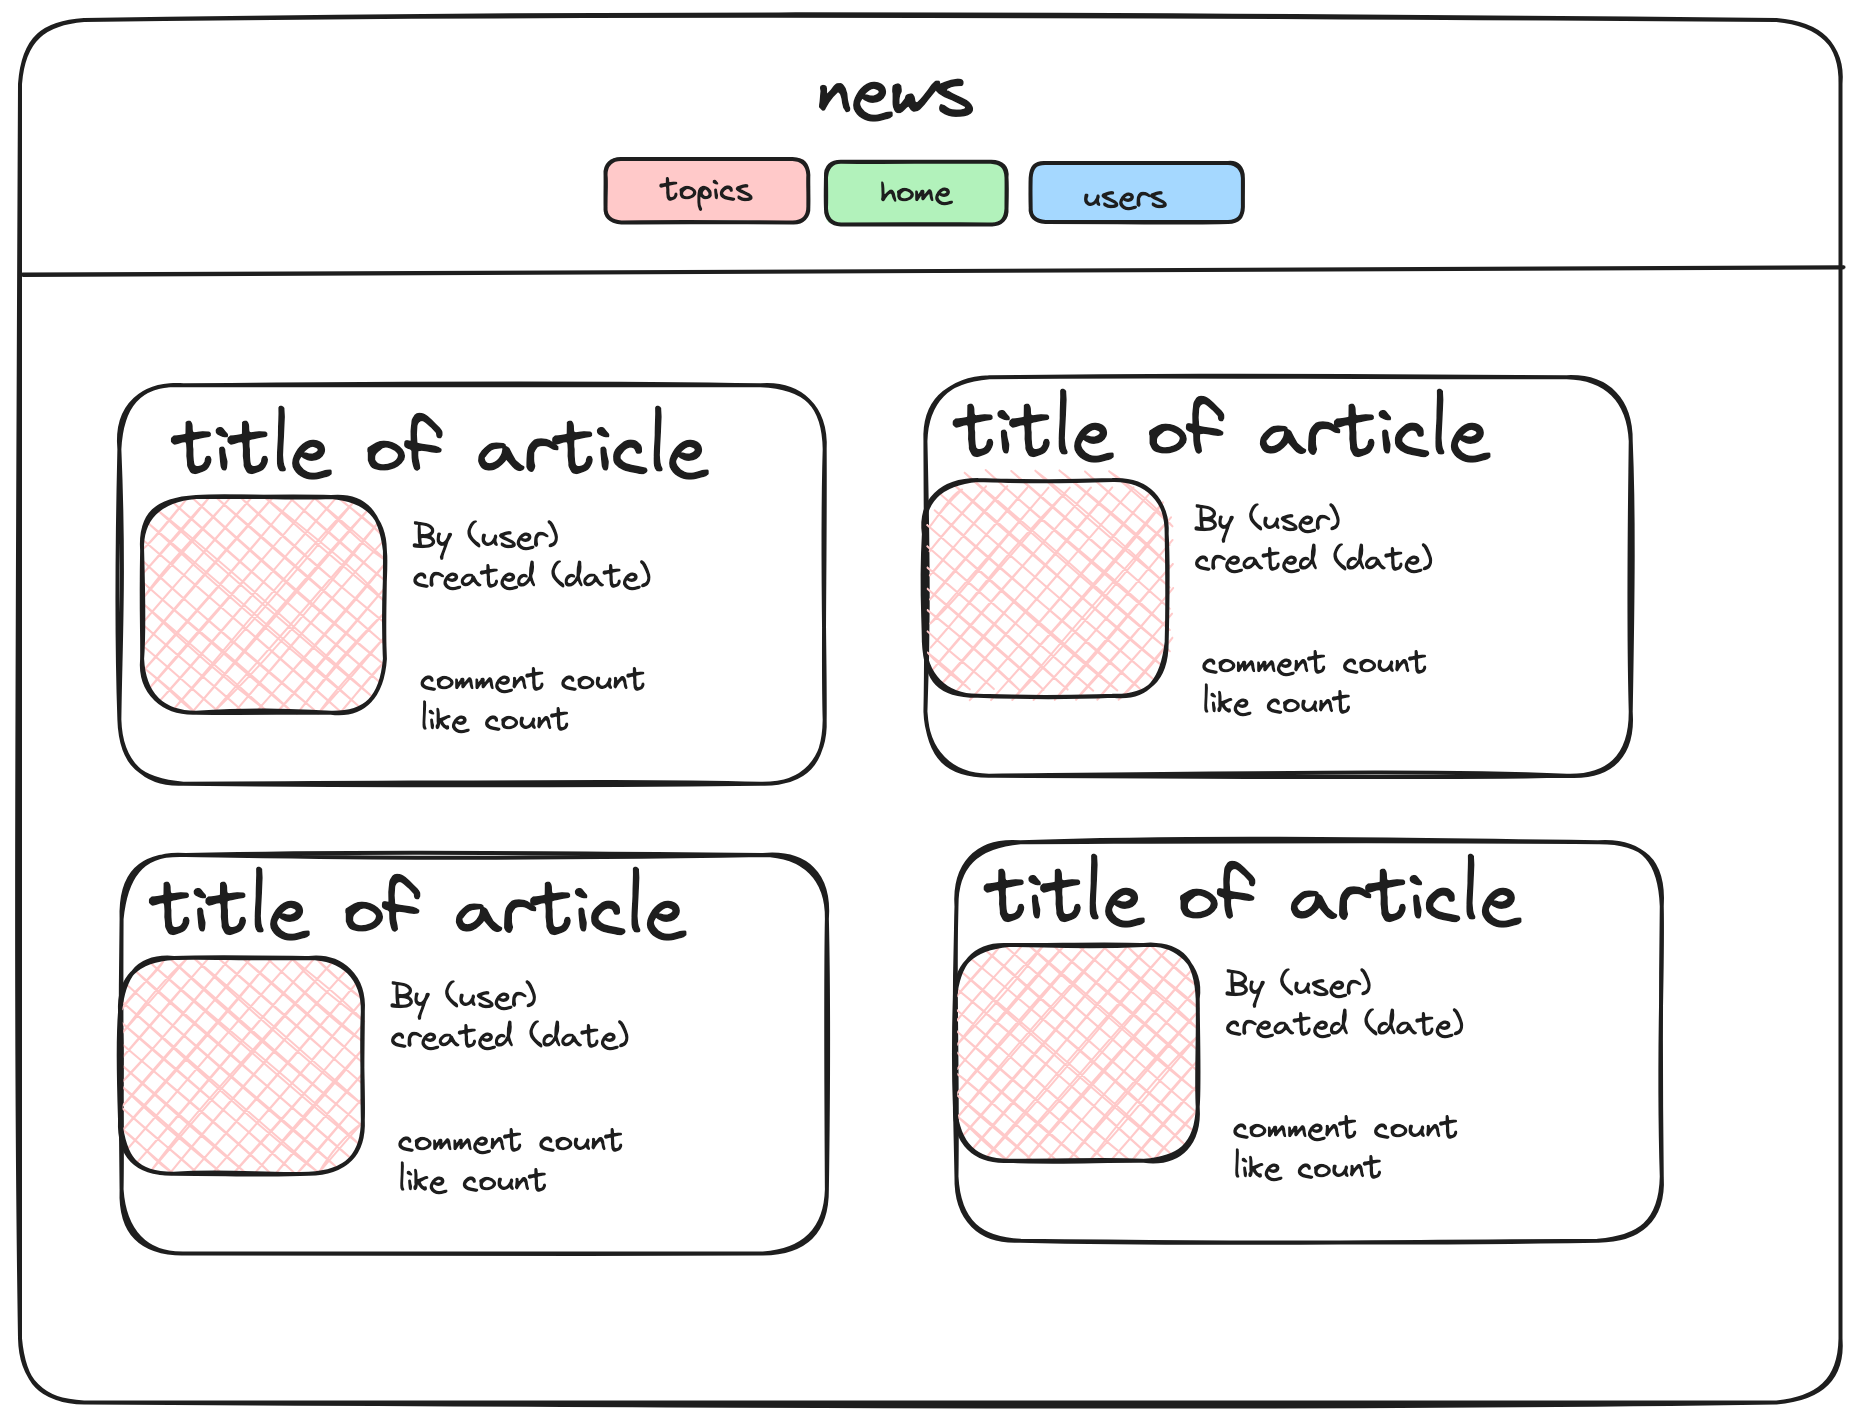 news
topics
home
users
title of article
By (user)
created (date)
comment count
like count
title of article
By (user)
created (date)
comment count
like count
title of article
By (user)
created (date)
comment count
like count
title of article
By (user)
created (date)
comment count
like count